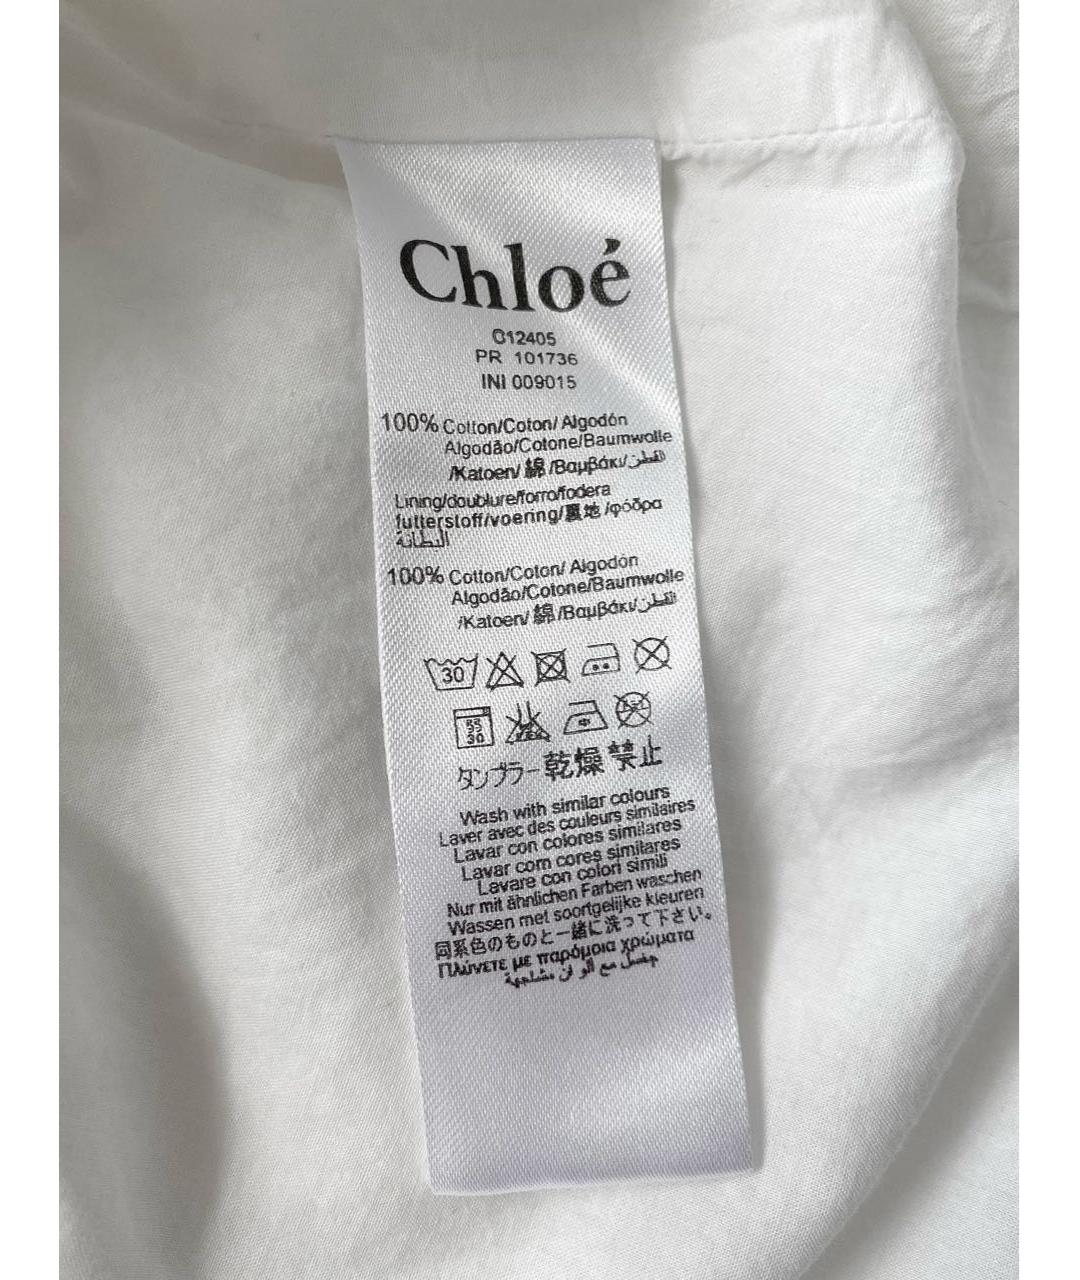 Chloé
C12405
PR 101736
INI 009015
100% Cotton/Coton/ Algodón
Algodão/Cotone/Baumwolle
/Katoen/ 綿 /Βαμβάκι/القطن
Lining/doublure/forro/fodera
futterstoff/voering/裏地/φόδρα
البطانة
100% Cotton/Coton/ Algodón
Algodão/Cotone/Baumwolle
/Katoen/ 綿 /Βαμβάκι/القطن
30
タンブラー乾燥 禁止
Wash with similar colours
Laver avec des couleurs similaires
Lavar con colores similares
Lavar com cores similares
Lavare con colori simili
Nur mit ähnlichen Farben waschen
Wassen met soortgelijke kleuren
同系色のものと一緒に洗って下さい。
Πλύνετε με παρόμοια χρώματα